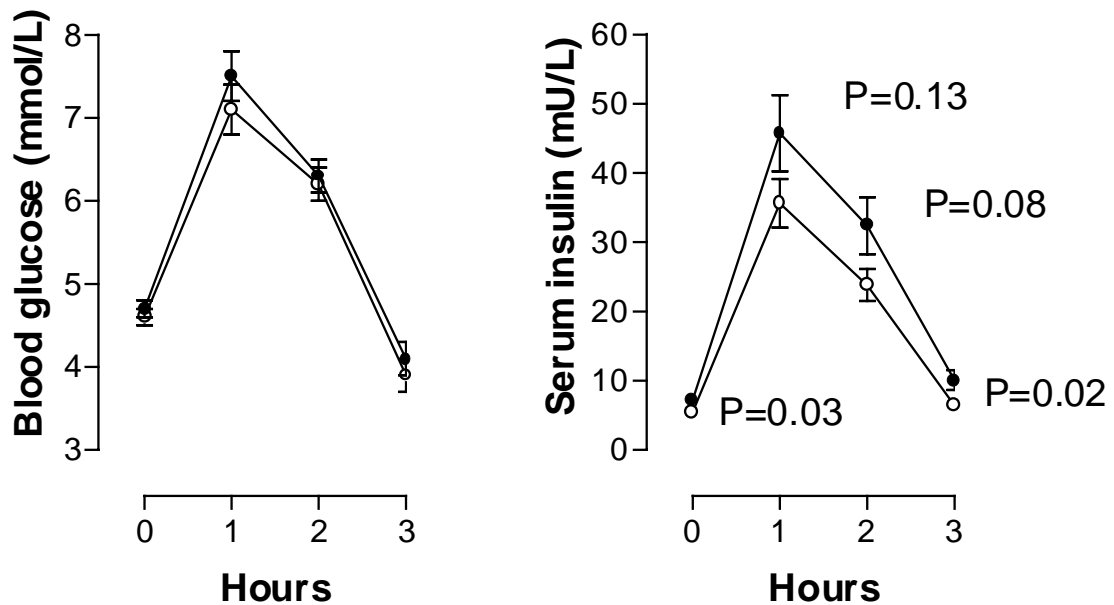 Blood glucose (mmol/L)
8
7
6
5
4
3
0 1 2 3
Hours
Serum insulin (mU/L)
60
50
40
30
20
10
0
P=0.13
P=0.08
P=0.03
P=0.02
0 1 2 3
Hours